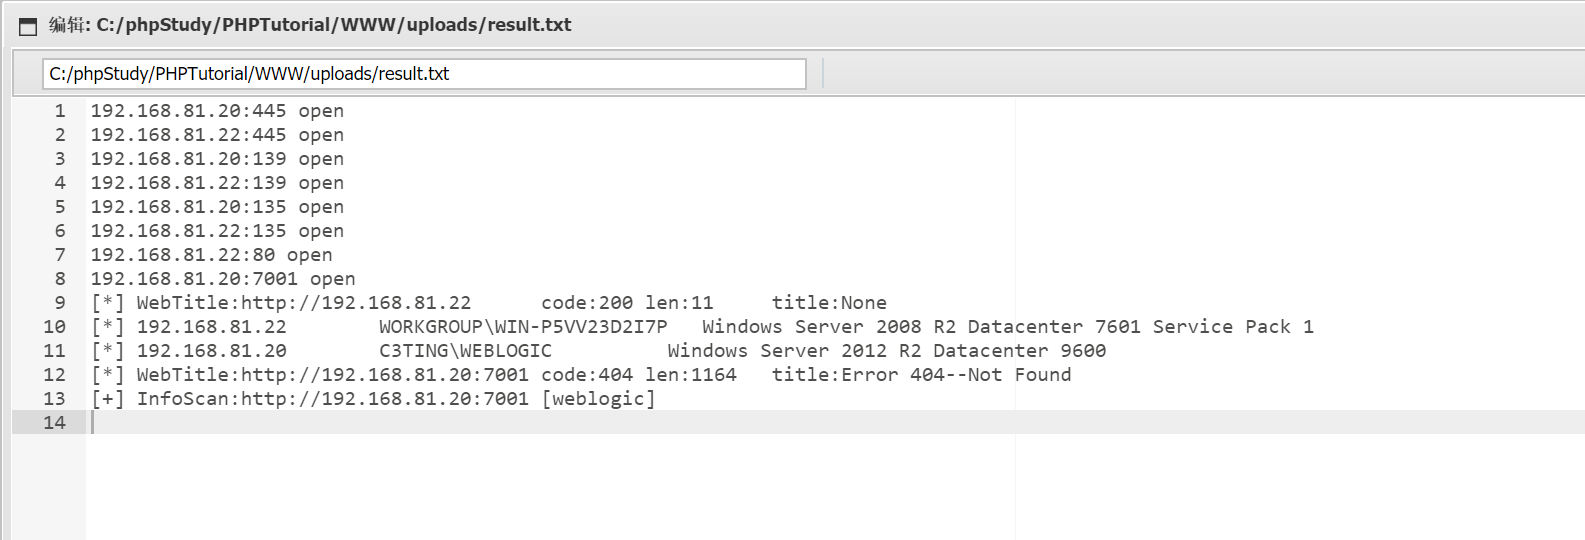 编辑: C:/phpStudy/PHPTutorial/WWW/uploads/result.txt
C:/phpStudy/PHPTutorial/WWW/uploads/result.txt
1 192.168.81.20:445 open
2 192.168.81.22:445 open
3 192.168.81.20:139 open
4 192.168.81.22:139 open
5 192.168.81.20:135 open
6 192.168.81.22:135 open
7 192.168.81.22:80 open
8 192.168.81.20:7001 open
9 [*] WebTitle:http://192.168.81.22      code:200 len:11     title:None
10 [*] 192.168.81.22        WORKGROUP\WIN-P5VV23D2I7P   Windows Server 2008 R2 Datacenter 7601 Service Pack 1
11 [*] 192.168.81.20        C3TING\WEBLOGIC          Windows Server 2012 R2 Datacenter 9600
12 [*] WebTitle:http://192.168.81.20:7001 code:404 len:1164   title:Error 404--Not Found
13 [+] InfoScan:http://192.168.81.20:7001 [weblogic]
14